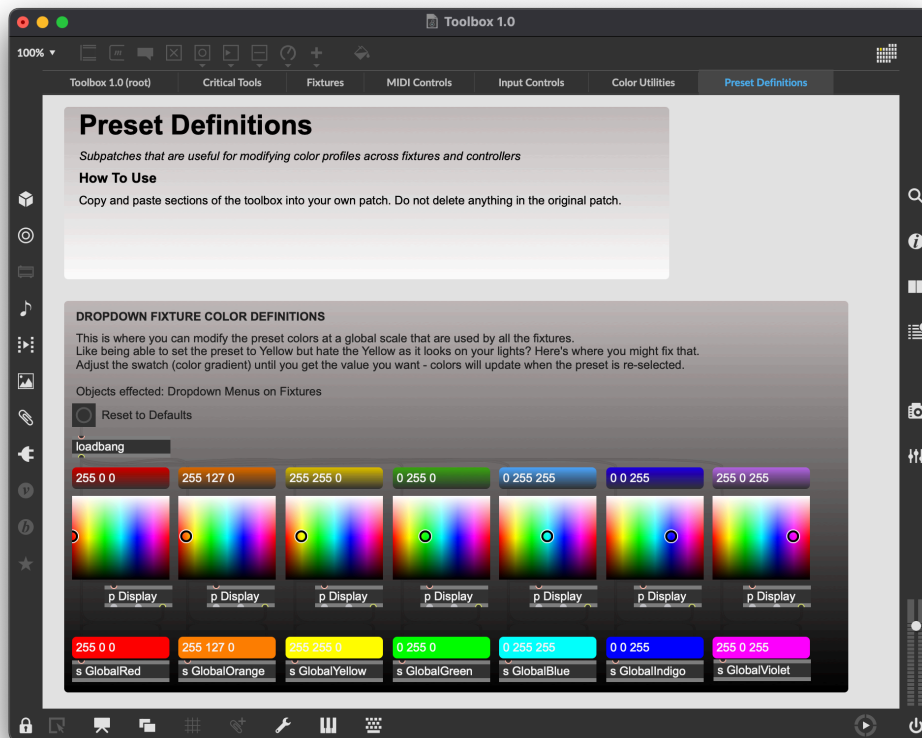 Toolbox 1.0
100%
Toolbox 1.0 (root) Critical Tools Fixtures MIDI Controls Input Controls Color Utilities Preset Definitions
Preset Definitions
Subpatches that are useful for modifying color profiles across fixtures and controllers
How To Use
Copy and paste sections of the toolbox into your own patch. Do not delete anything in the original patch.
DROPDOWN FIXTURE COLOR DEFINITIONS
This is where you can modify the preset colors at a global scale that are used by all the fixtures.
Like being able to set the preset to Yellow but hate the Yellow as it looks on your lights? Here's where you might fix that.
Adjust the swatch (color gradient) until you get the value you want - colors will update when the preset is re-selected.
Objects effected: Dropdown Menus on Fixtures
Reset to Defaults
loadbang
255 0 0 255 127 0 255 255 0 0 255 0 0 255 255 0 0 255 255 0 255
p Display p Display p Display p Display p Display p Display p Display
255 0 0 255 127 0 255 255 0 0 255 0 0 255 255 0 0 255 255 0 255
s GlobalRed s GlobalOrange s GlobalYellow s GlobalGreen s GlobalBlue s GlobalIndigo s GlobalViolet